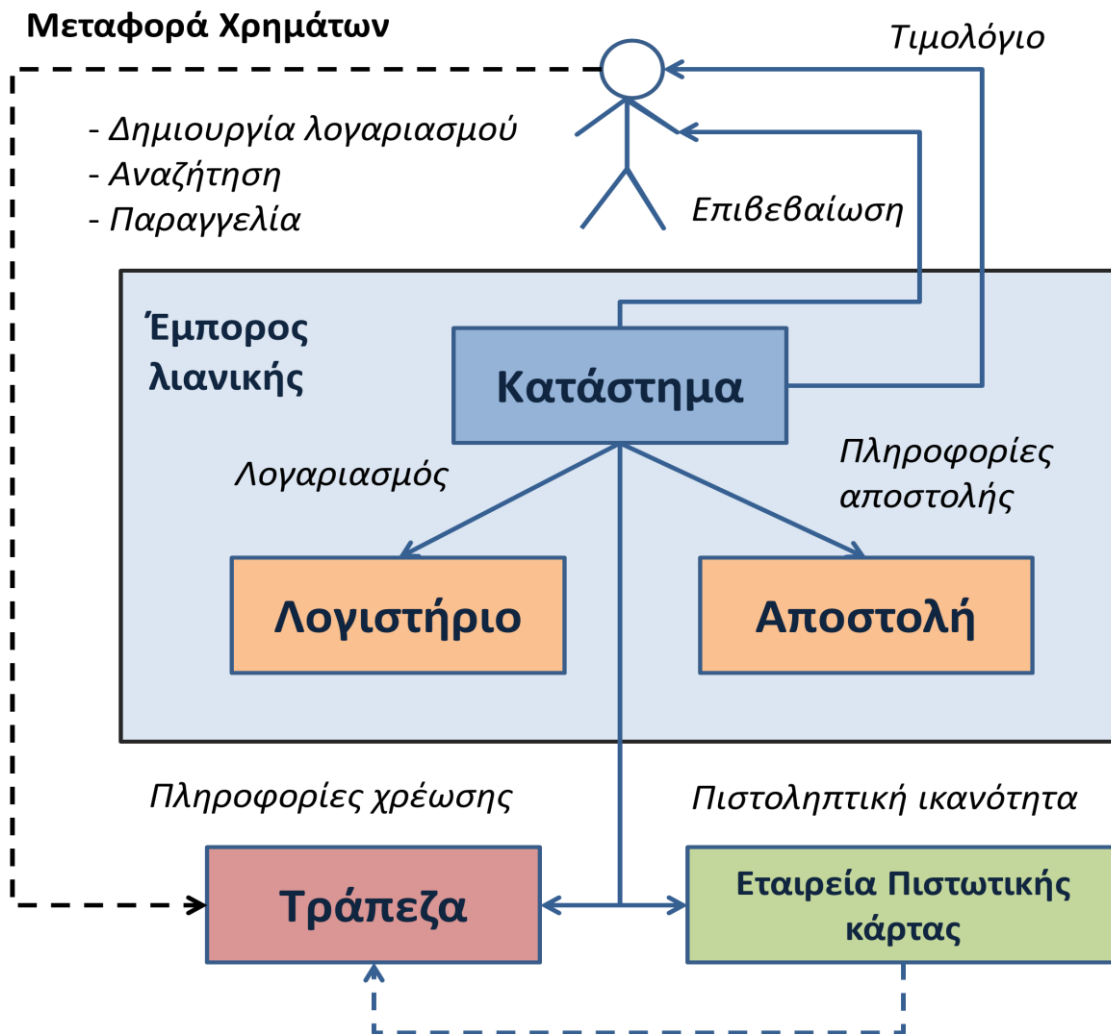 Μεταφορά Χρημάτων
Τιμολόγιο
- Δημιουργία λογαριασμού
- Αναζήτηση
- Παραγγελία
Επιβεβαίωση
Έμπορος
λιανικής
Κατάστημα
Λογαριασμός
Πληροφορίες
αποστολής
Λογιστήριο
Αποστολή
Πληροφορίες χρέωσης
Πιστοληπτική ικανότητα
Τράπεζα
Εταιρεία Πιστωτικής
κάρτας